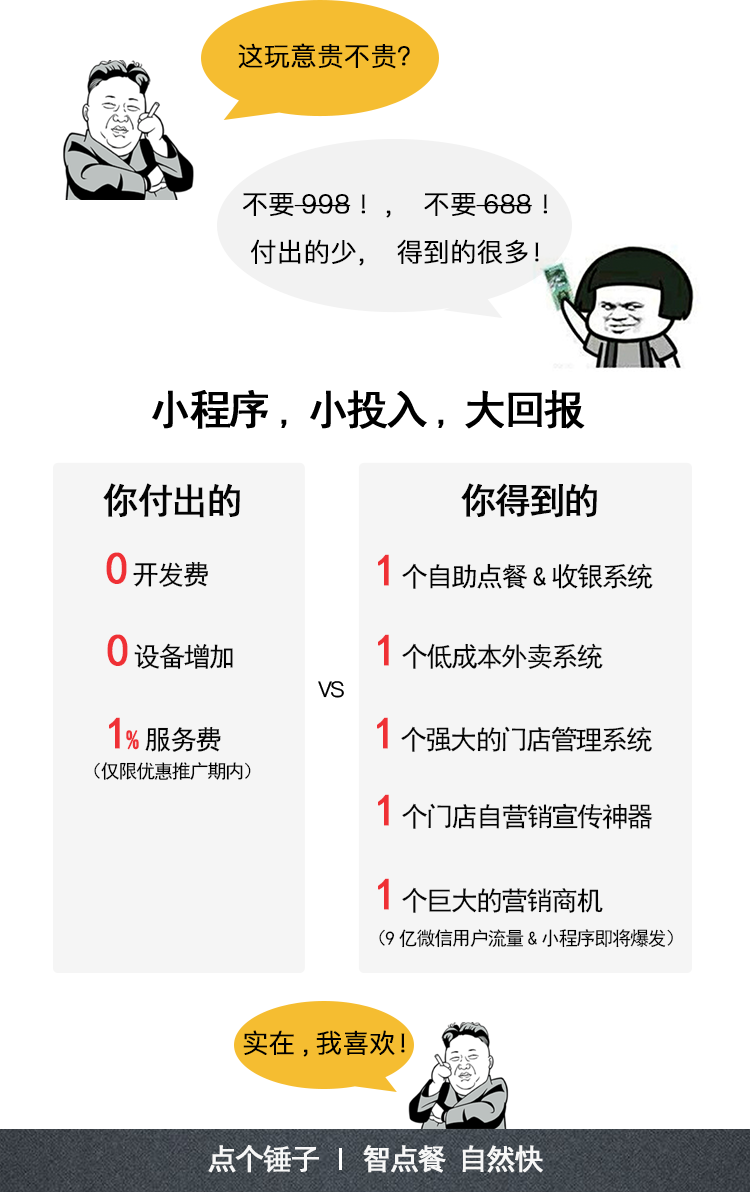 这玩意贵不贵？
不要 998！， 不要 688！
付出的少， 得到的很多！
小程序，小投入，大回报
你付出的
0 开发费
0 设备增加
1% 服务费
（仅限优惠推广期内）
VS
你得到的
1 个自助点餐 & 收银系统
1 个低成本外卖系统
1 个强大的门店管理系统
1 个门店自营销宣传神器
1 个巨大的营销商机
（9 亿微信用户流量 & 小程序即将爆发）
实在，我喜欢！
点个锤子 | 智点餐 自然快